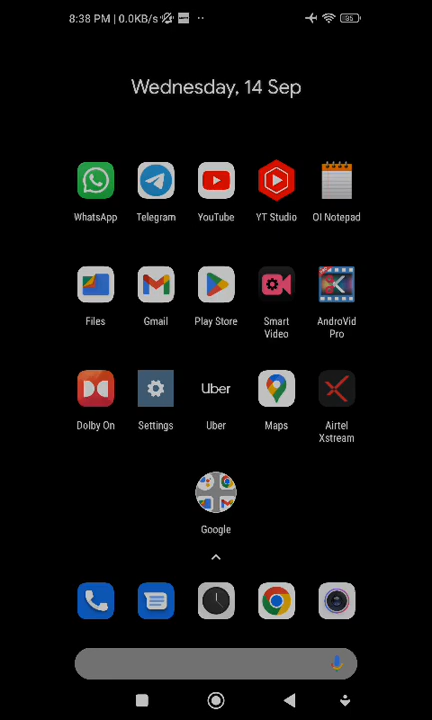 8:38 PM | 0.0KB/s
95
Wednesday, 14 Sep
WhatsApp
Telegram
YouTube
YT Studio
OI Notepad
Files
Gmail
Play Store
Smart Video
AndroVid Pro
Dolby On
Settings
Uber
Uber
Maps
Airtel Xstream
Google